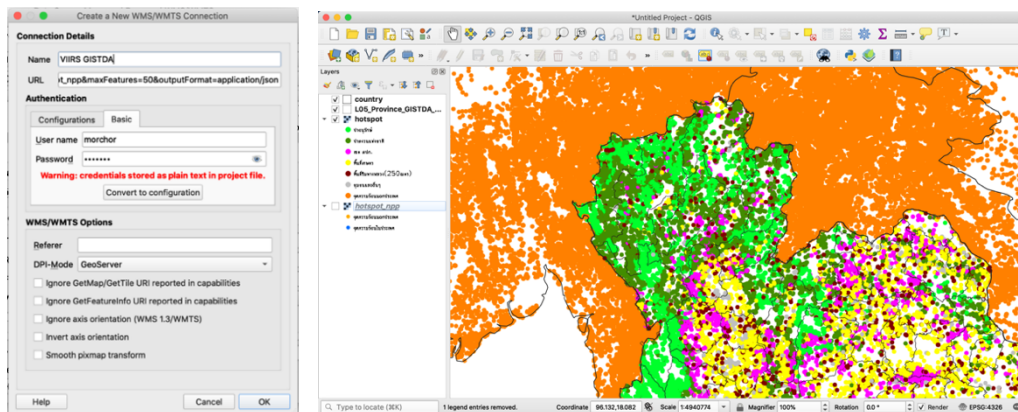 Create a New WMS/WMTS Connection
Connection Details
Name VIIRS GISTDA
URL t_npp&maxFeatures=50&outputFormat=application/json
Authentication
Configurations Basic
User name morchor
Password •••••••
Warning: credentials stored as plain text in project file.
Convert to configuration
WMS/WMTS Options
Referer
DPI-Mode GeoServer
Ignore GetMap/GetTile URI reported in capabilities
Ignore GetFeatureInfo URI reported in capabilities
Ignore axis orientation (WMS 1.3/WMTS)
Invert axis orientation
Smooth pixmap transform
Help Cancel OK
*Untitled Project - QGIS
Layers
country
L05_Province_GISTDA_...
hotspot
hotspot_npp
Type to locate (⌘K) 1 legend entries removed. Coordinate 96.132,18.082 Scale 1:4940774 Magnifier 100% Rotation 0.0° Render EPSG:4326